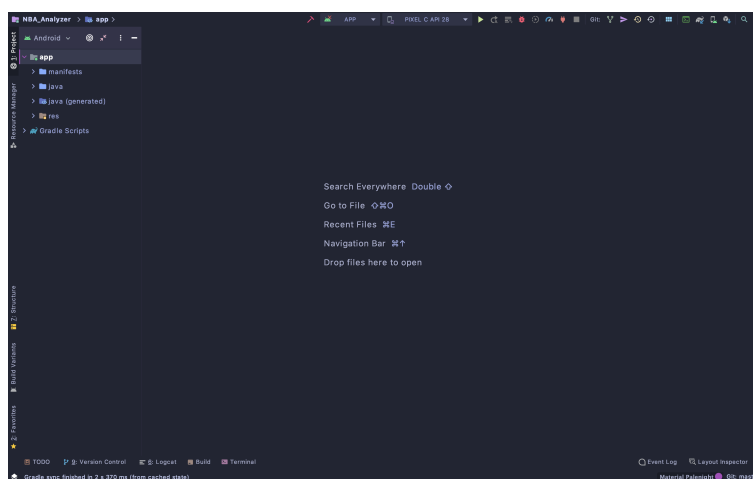 NBA_Analyzer > app >
APP
PIXEL C API 28
Git:
1: Project
Android
app
manifests
java
java (generated)
res
Gradle Scripts
Resource Manager
Search Everywhere Double ⇧
Go to File ⇧⌘O
Recent Files ⌘E
Navigation Bar ⌘↑
Drop files here to open
7: Structure
Build Variants
2: Favorites
TODO
9: Version Control
6: Logcat
Build
Terminal
Event Log
Layout Inspector
Gradle sync finished in 2 s 370 ms (from cached state)
Material Palenight
Git: mas